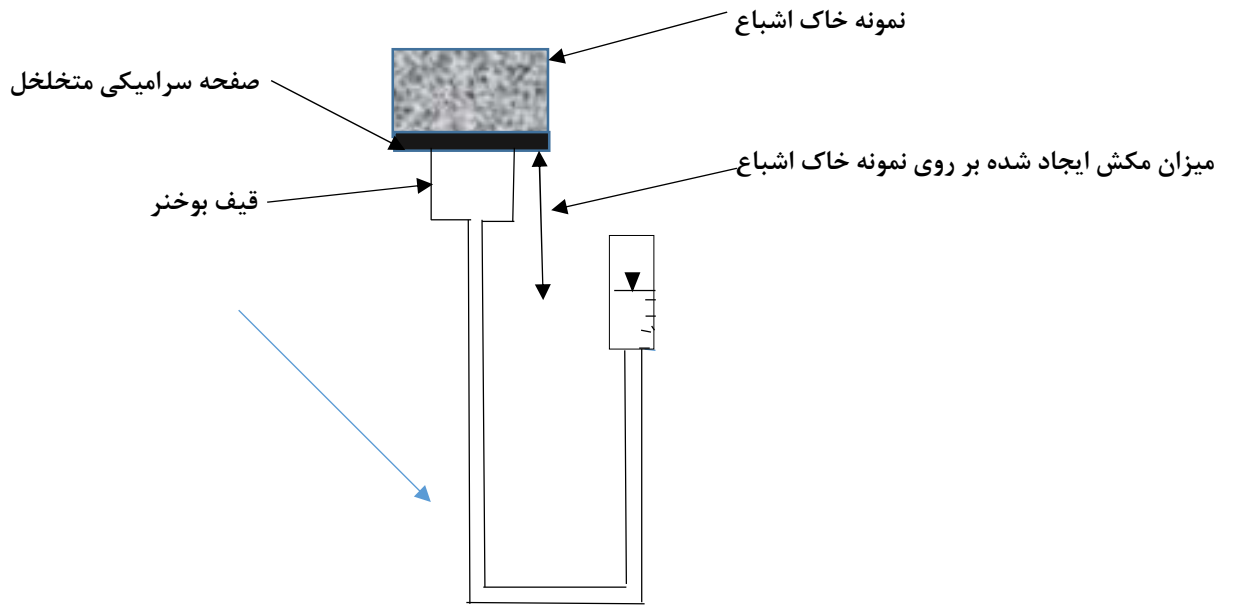 نمونه خاک اشباع
صفحه سرامیکی متخلخل
میزان مکش ایجاد شده بر روی نمونه خاک اشباع
قیف بوخنر